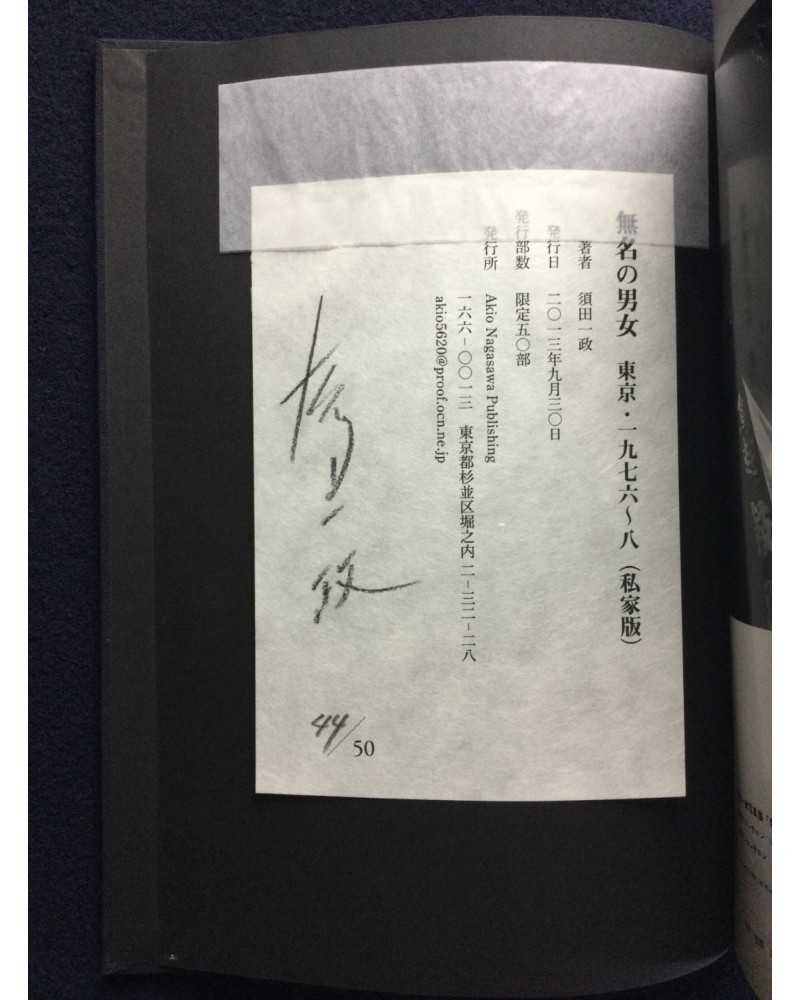 無名の男女　東京・一九七六〜八（私家版）
著者　須田一政
発行日　二〇一三年九月三〇日
発行部数　限定五〇部
発行所　Akio Nagasawa Publishing
一六六-〇〇一三　東京都杉並区堀之内二-三二-二八
akio5620@proof.ocn.ne.jp
須田一政
44/50